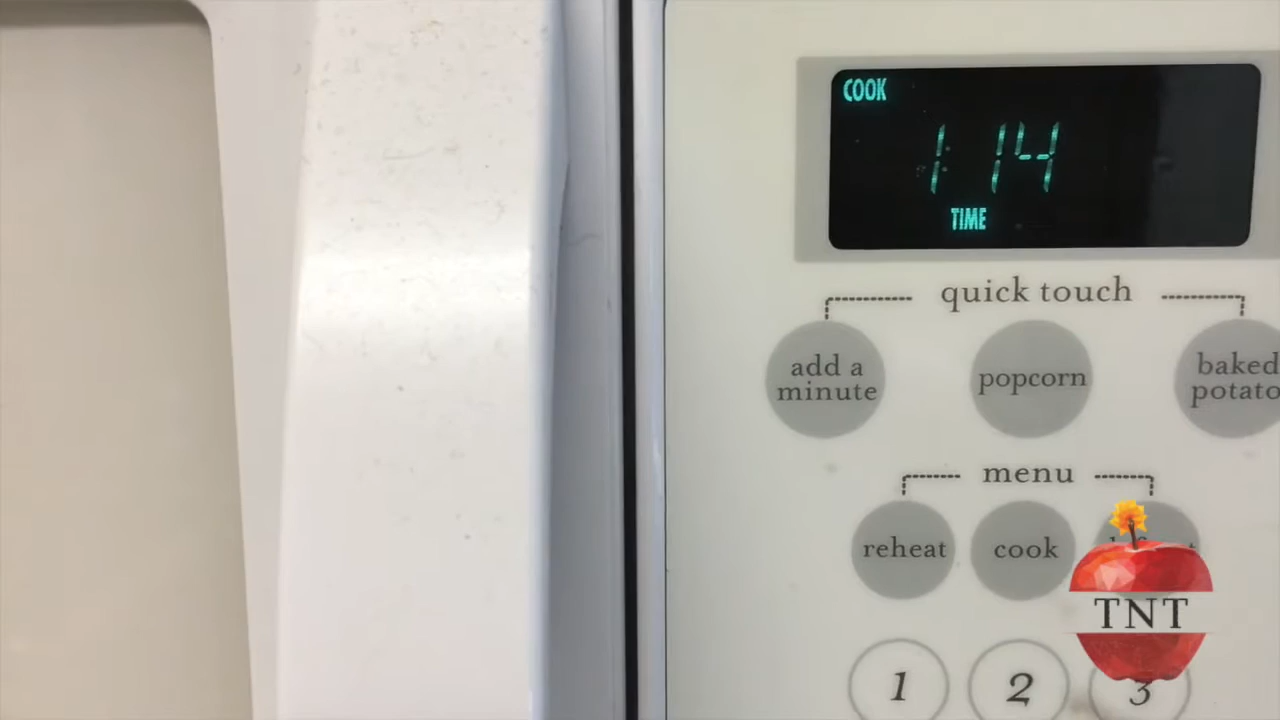 COOK
1:14
TIME
quick touch
add a
minute
popcorn
baked
potato
menu
reheat
cook
TNT
1
2
3